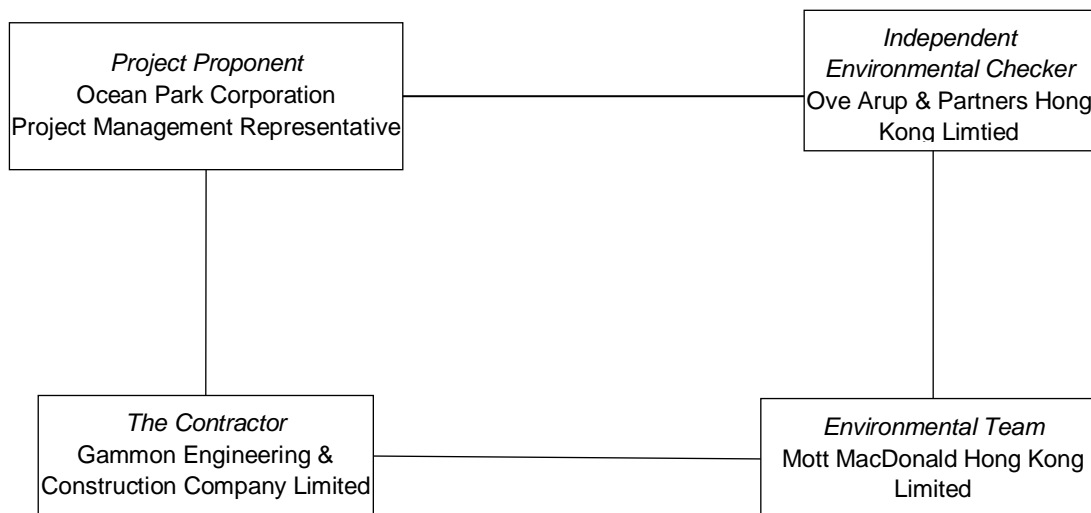 Project Proponent
Ocean Park Corporation
Project Management Representative
Independent
Environmental Checker
Ove Arup & Partners Hong
Kong Limtied
The Contractor
Gammon Engineering &
Construction Company Limited
Environmental Team
Mott MacDonald Hong Kong
Limited